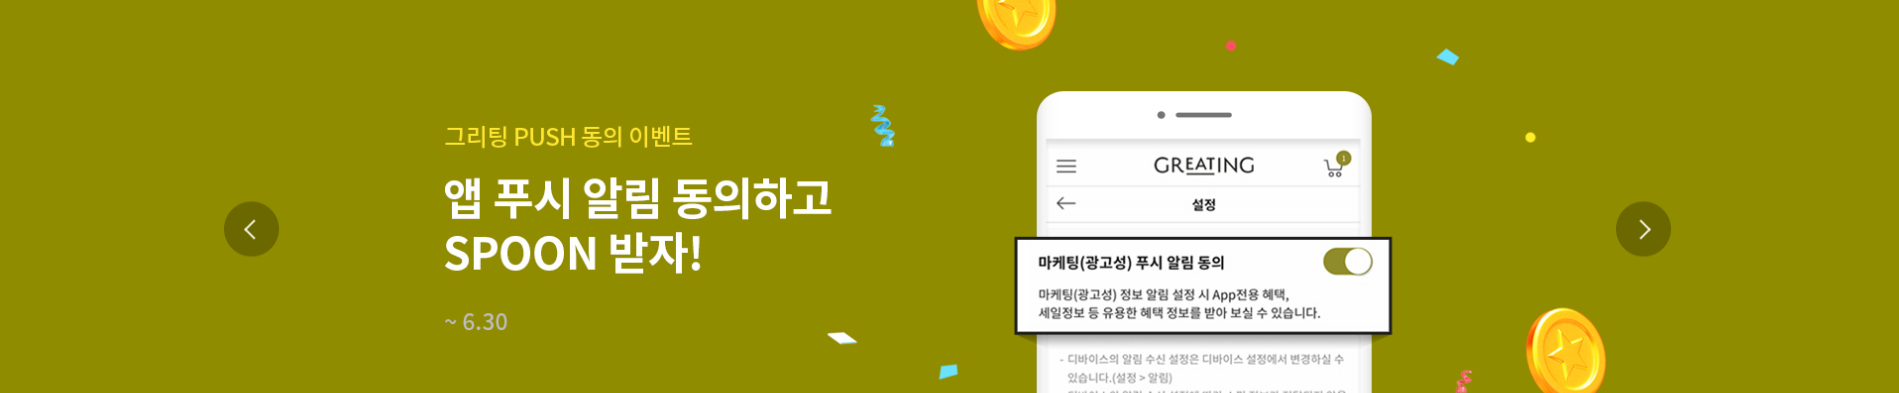 그리팅 PUSH 동의 이벤트
앱 푸시 알림 동의하고
SPOON 받자!
~ 6.30
GREATING
1
설정
마케팅(광고성) 푸시 알림 동의
마케팅(광고성) 정보 알림 설정 시 App전용 혜택,
세일정보 등 유용한 혜택 정보를 받아 보실 수 있습니다.
- 디바이스의 알림 수신 설정은 디바이스 설정에서 변경하실 수
있습니다.(설정 > 알림)